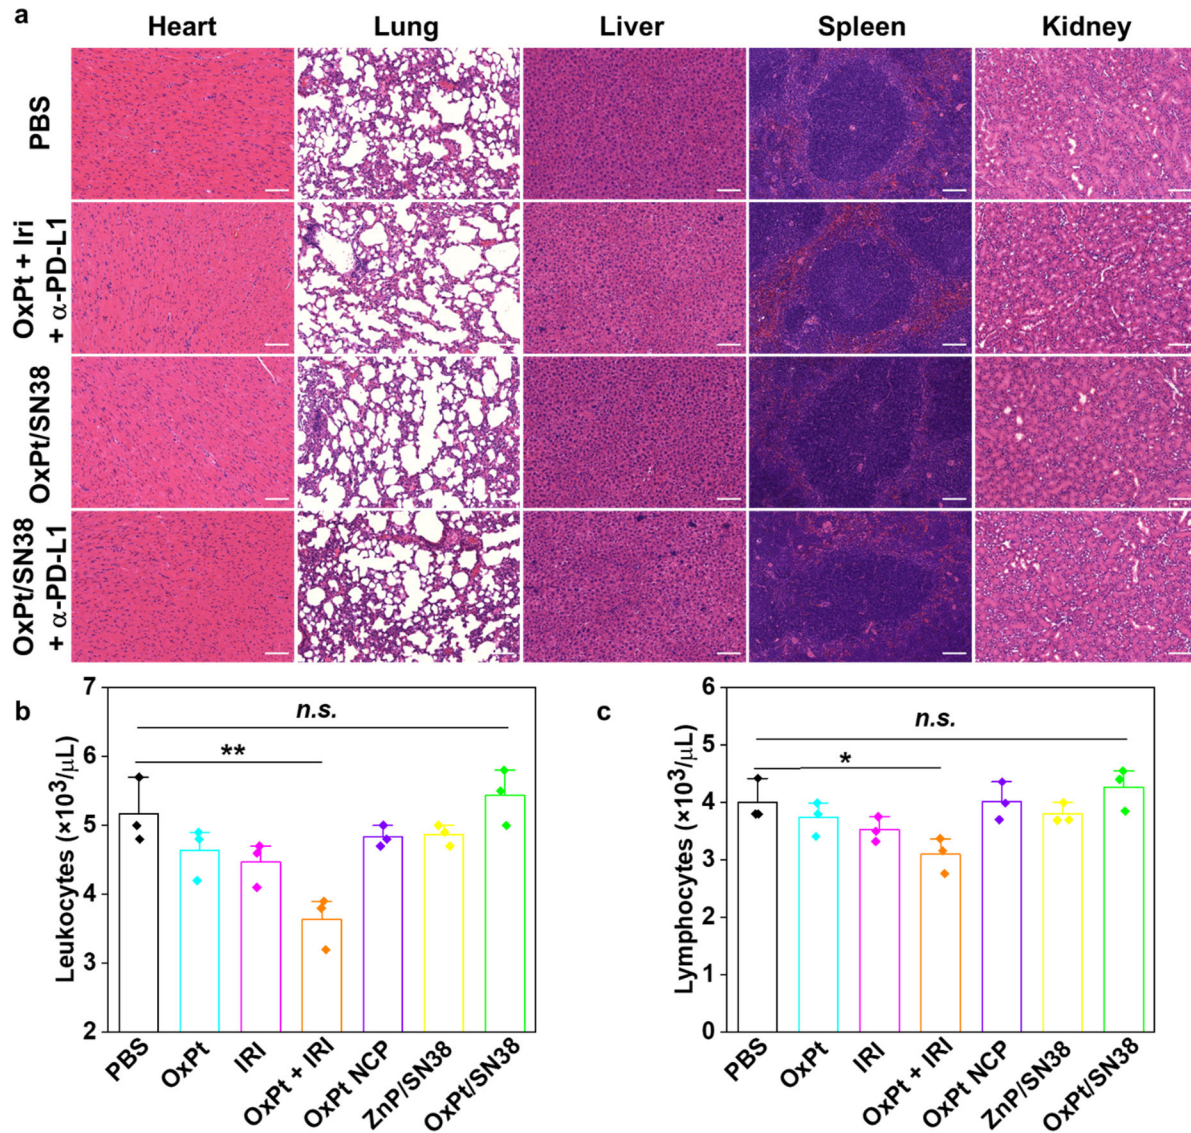 a
Heart Lung Liver Spleen Kidney
PBS
OxPt + Iri
+ α-PD-L1
OxPt/SN38
OxPt/SN38
+ α-PD-L1
b
Leukocytes (×10³/μL)
7
6
5
4
3
2
n.s.
**
PBS
OxPt
IRI
OxPt + IRI
OxPt NCP
ZnP/SN38
OxPt/SN38
c
Lymphocytes (×10³/μL)
6
5
4
3
2
1
0
n.s.
*
PBS
OxPt
IRI
OxPt + IRI
OxPt NCP
ZnP/SN38
OxPt/SN38